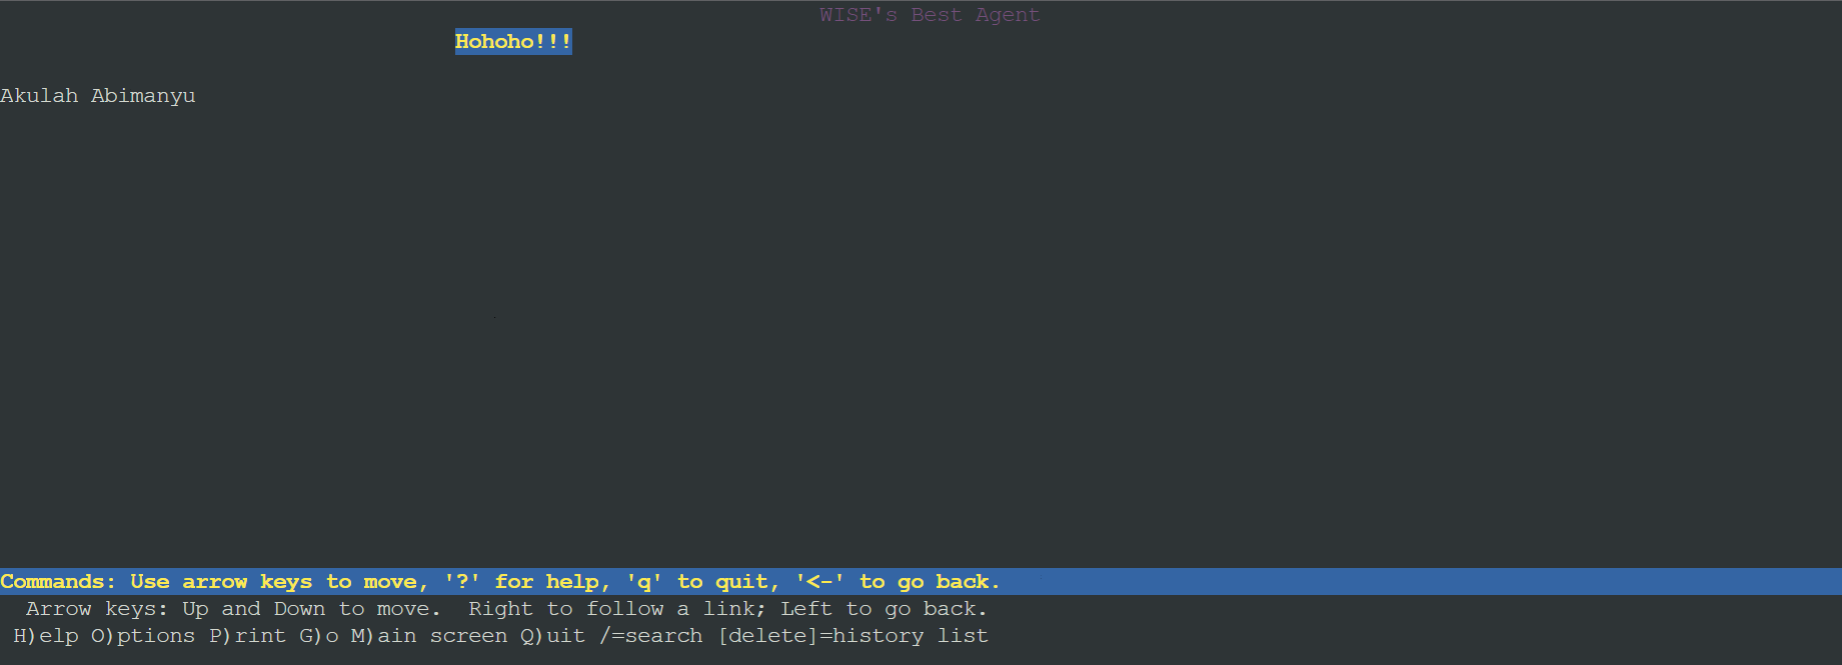 WISE's Best Agent
Hohoho!!!
Akulah Abimanyu
Commands: Use arrow keys to move, '?' for help, 'q' to quit, '<-' to go back.
Arrow keys: Up and Down to move.  Right to follow a link; Left to go back.
H)elp O)ptions P)rint G)o M)ain screen Q)uit /=search [delete]=history list